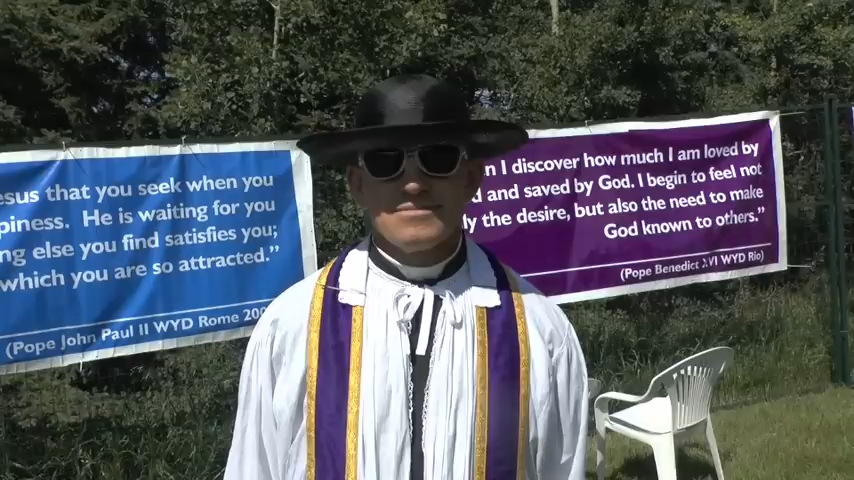 esus that you seek when you
piness. He is waiting for you
ng else you find satisfies you;
which you are so attracted."
(Pope John Paul II WYD Rome 200
n I discover how much I am loved by
and saved by God. I begin to feel not
ly the desire, but also the need to make
God known to others."
(Pope Benedict XVI WYD Rio)